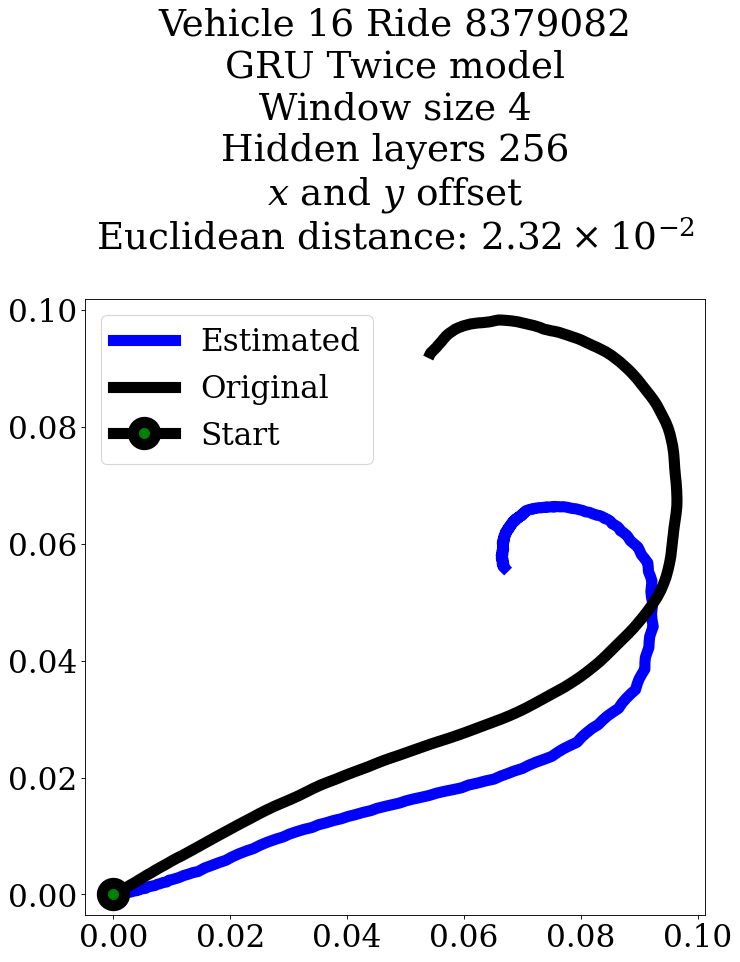 Vehicle 16 Ride 8379082
GRU Twice model
Window size 4
Hidden layers 256
x and y offset
Euclidean distance: 2.32 × 10⁻²
0.10
Estimated
Original
Start
0.08
0.06
0.04
0.02
0.00
0.00 0.02 0.04 0.06 0.08 0.10